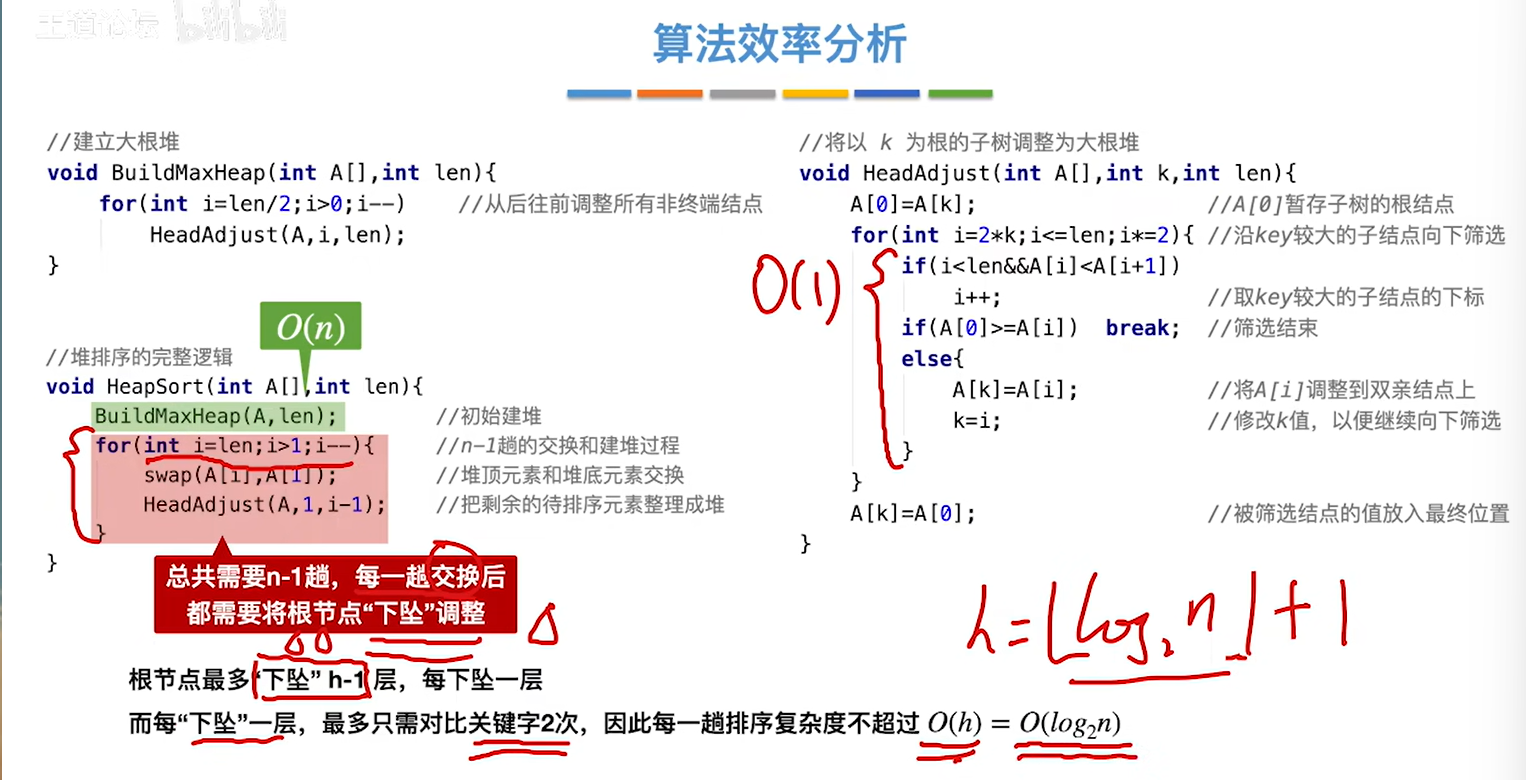 王道论坛 bilibili
算法效率分析
//建立大根堆
void BuildMaxHeap(int A[],int len){
for(int i=len/2;i>0;i--) //从后往前调整所有非终端结点
HeadAdjust(A,i,len);
}
O(n)
//堆排序的完整逻辑
void HeapSort(int A[],int len){
BuildMaxHeap(A,len); //初始建堆
for(int i=len;i>1;i--){ //n-1趟的交换和建堆过程
swap(A[i],A[1]); //堆顶元素和堆底元素交换
HeadAdjust(A,1,i-1); //把剩余的待排序元素整理成堆
}
}
总共需要n-1趟，每一趟交换后
都需要将根节点“下坠”调整
//将以 k 为根的子树调整为大根堆
void HeadAdjust(int A[],int k,int len){
A[0]=A[k]; //A[0]暂存子树的根结点
for(int i=2*k;i<=len;i*=2){ //沿key较大的子结点向下筛选
if(i<len&&A[i]<A[i+1])
i++; //取key较大的子结点的下标
if(A[0]>=A[i]) break; //筛选结束
else{
A[k]=A[i]; //将A[i]调整到双亲结点上
k=i; //修改k值，以便继续向下筛选
}
}
A[k]=A[0]; //被筛选结点的值放入最终位置
}
O(1)
h=⌊log₂n⌋+1
根节点最多“下坠” h-1 层，每下坠一层
而每“下坠”一层，最多只需对比关键字2次，因此每一趟排序复杂度不超过 O(h) = O(log₂n)